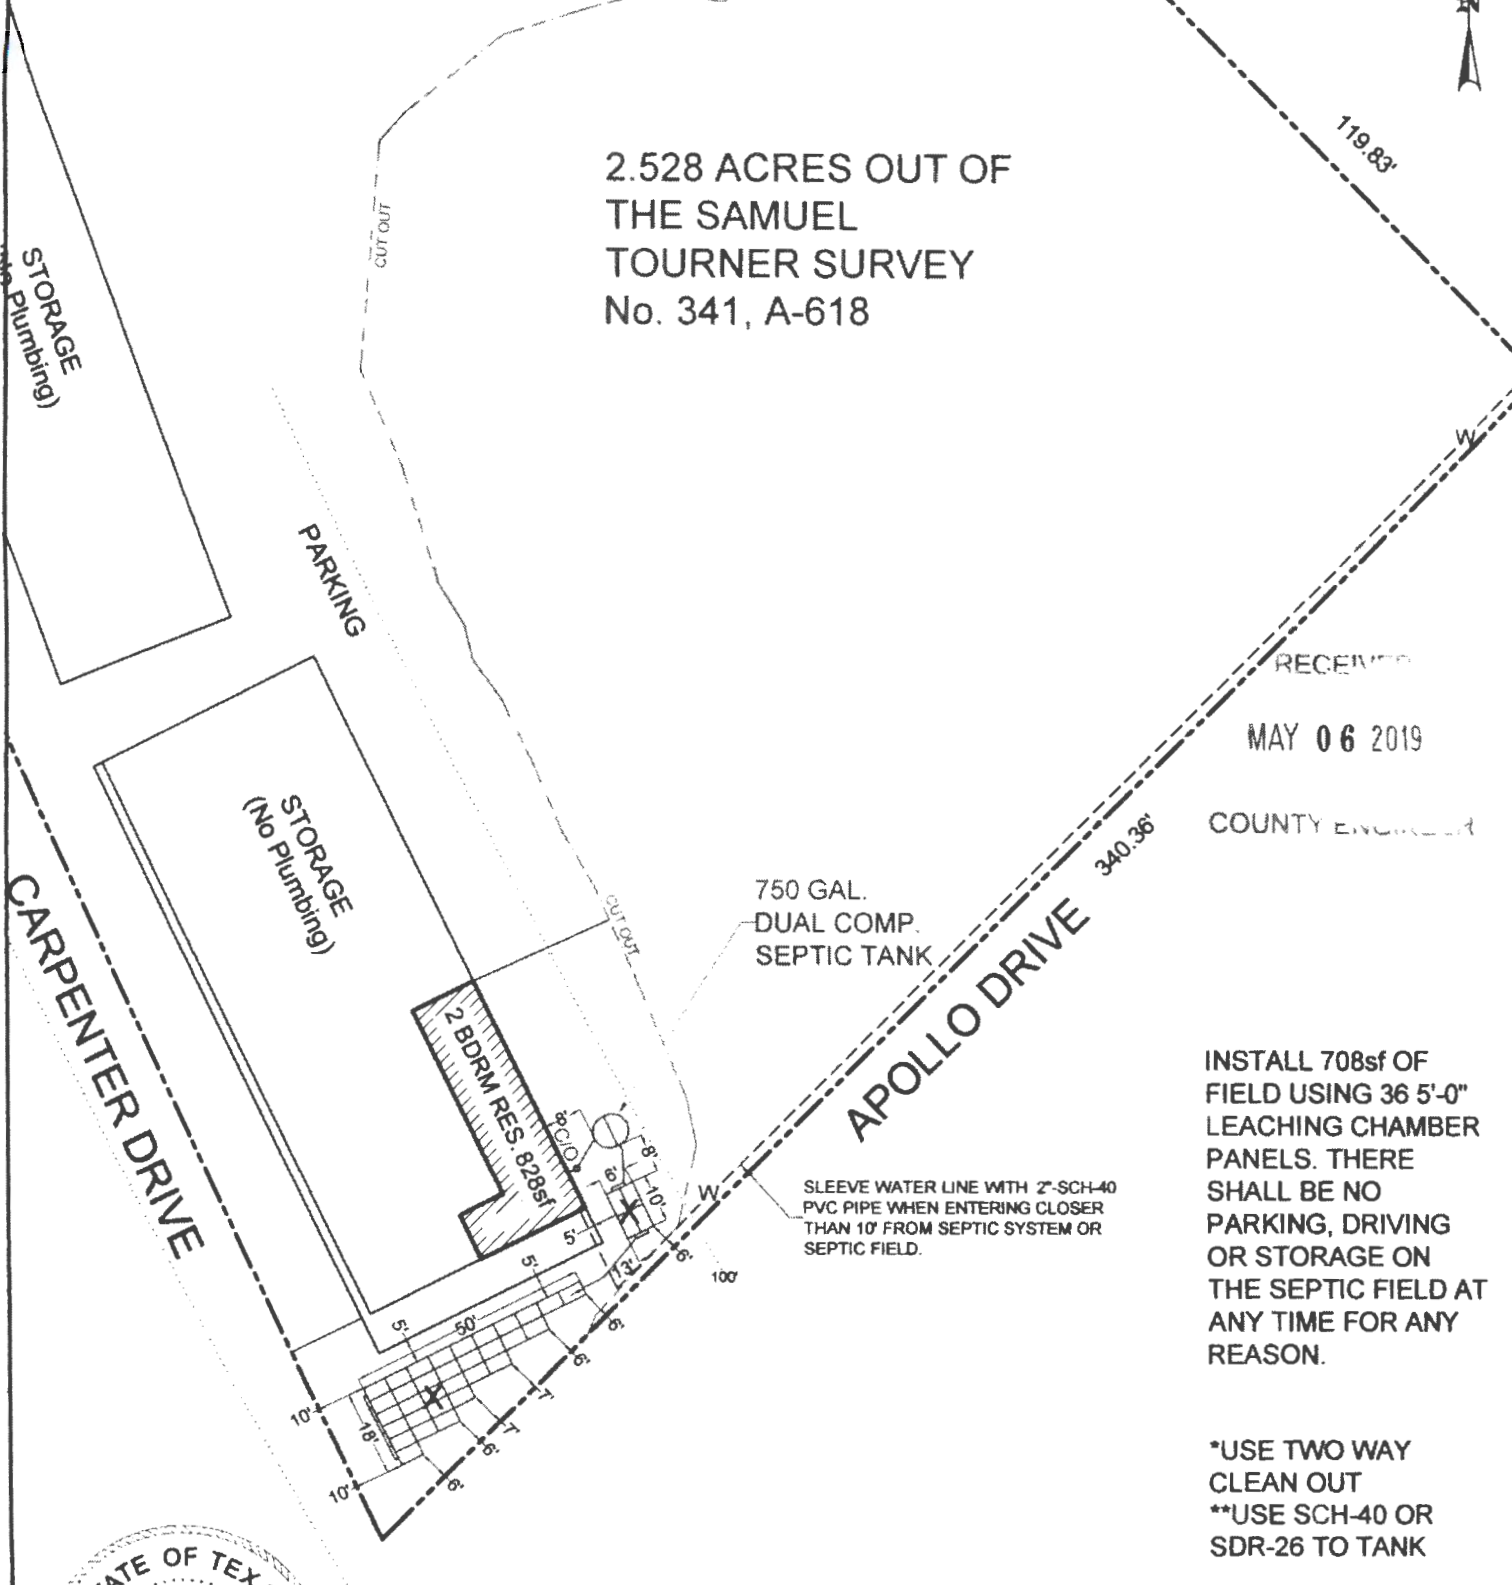 N
119.83'
2.528 ACRES OUT OF
THE SAMUEL
TOURNER SURVEY
No. 341, A-618
CUT OUT
STORAGE
Plumbing)
PARKING
W
MAY 06 2019
COUNTY
340.36'
STORAGE
(No Plumbing)
CARPENTER DRIVE
750 GAL.
DUAL COMP.
SEPTIC TANK
CUT OUT
APOLLO DRIVE
2 BDRM RES. 828sf
8'
C/O
8'
6'
10'
5'
W
6'
13'
100'
SLEEVE WATER LINE WITH 2"-SCH-40
PVC PIPE WHEN ENTERING CLOSER
THAN 10' FROM SEPTIC SYSTEM OR
SEPTIC FIELD.
INSTALL 708sf OF
FIELD USING 36 5'-0"
LEACHING CHAMBER
PANELS. THERE
SHALL BE NO
PARKING, DRIVING
OR STORAGE ON
THE SEPTIC FIELD AT
ANY TIME FOR ANY
REASON.
5'
5'
50'
6'
6'
7'
7'
6'
6'
10'
18'
10'
*USE TWO WAY
CLEAN OUT
**USE SCH-40 OR
SDR-26 TO TANK
OF